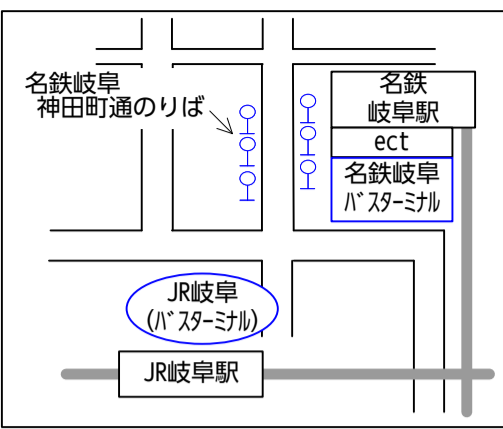 名鉄岐阜
神田町通のりば
名鉄
岐阜駅
ect
名鉄岐阜
バスターミナル
JR岐阜
(バスターミナル)
JR岐阜駅